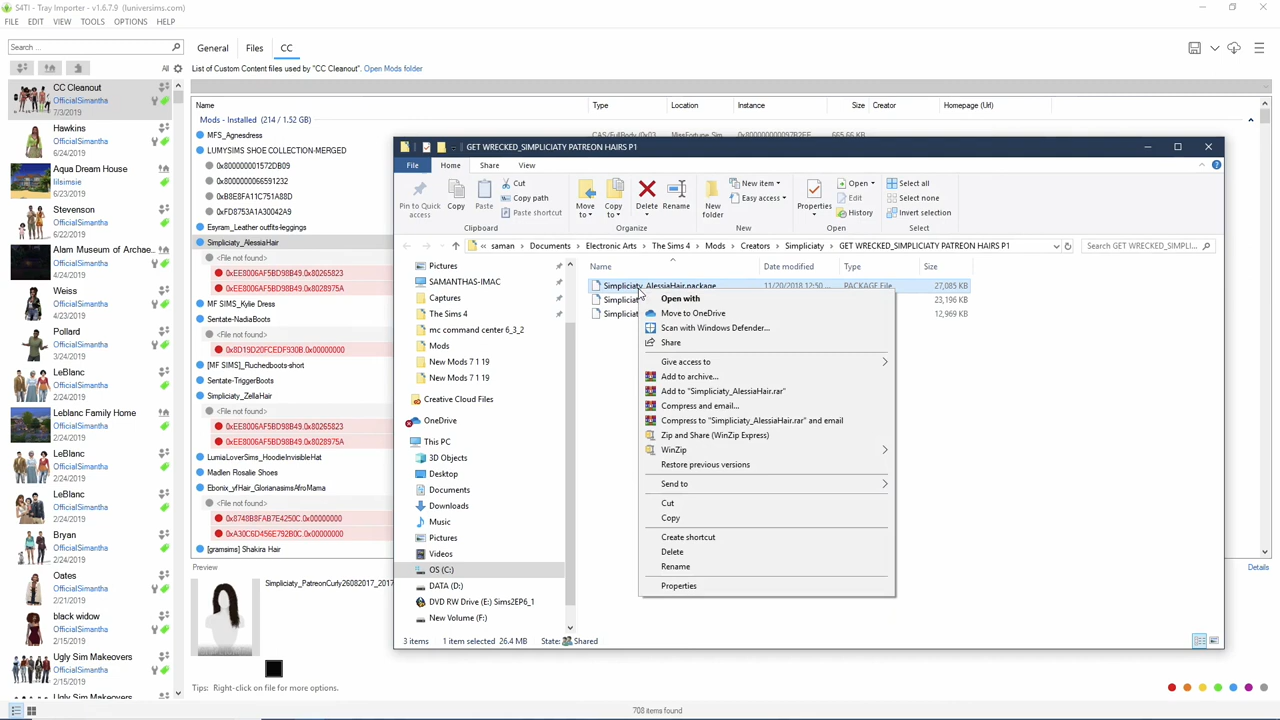 S4TI - Tray Importer - v1.6.7.9  (luniversims.com)
FILE EDIT VIEW TOOLS OPTIONS HELP
Search ...
All
General Files CC
List of Custom Content files used by "CC Cleanout". Open Mods folder
CC Cleanout
OfficialSimantha
7/3/2019
Hawkins
OfficialSimantha
6/24/2019
Aqua Dream House
lilsimsie
6/23/2019
Stevenson
OfficialSimantha
4/27/2019
Alam Museum of Archae...
OfficialSimantha
4/24/2019
Weiss
OfficialSimantha
3/31/2019
Pollard
OfficialSimantha
3/24/2019
LeBlanc
OfficialSimantha
2/24/2019
Leblanc Family Home
OfficialSimantha
2/24/2019
LeBlanc
OfficialSimantha
2/24/2019
LeBlanc
OfficialSimantha
2/24/2019
Bryan
OfficialSimantha
2/24/2019
Oates
OfficialSimantha
2/21/2019
black widow
OfficialSimantha
2/15/2019
Ugly Sim Makeovers
OfficialSimantha
2/15/2019
Ugly Sim Makeovers
Name Type Location Instance Size Creator Homepage (Url)
Mods - Installed (214 / 1.52 GB)
MFS_Agnesdress
LUMYSIMS SHOE COLLECTION-MERGED
0x800000001572DB09
0x8000000066591232
0xB8E8FA11C751A88D
0xFD8753A1A30042A9
Esyram_Leather outfits-leggings
Simpliciaty_AlessiaHair
<File not found>
0xEE8006AF5BD98B49.80265823
0xEE8006AF5BD98B49.8028975A
MF SIMS_Kylie Dress
Sentate-NadiaBoots
<File not found>
0x8D19D20FCEDF930B.0x00000000
[MF SIMS]_Ruchedboots-short
Sentate-TriggerBoots
Simpliciaty_ZellaHair
<File not found>
0xEE8006AF5BD98B49.80265823
0xEE8006AF5BD98B49.8028975A
LumiaLoverSims_HoodieInvisibleHat
Madlen Rosalie Shoes
Ebonix_yfHair_GlorianasimsAfroMama
<File not found>
0x8748B8FAB7E4250C.0x00000000
0xA30C6D456E792B0C.0x00000000
[gramsims] Shakira Hair
Preview
Details
Simpliciaty_PatreonCurly26082017_2017
Tips: Right-click on file for more options.
708 items found
GET WRECKED_SIMPLICIATY PATREON HAIRS P1
File Home Share View
Pin to Quick access
Copy
Paste
Cut
Copy path
Paste shortcut
Clipboard
Move to
Copy to
Delete
Rename
Organize
New folder
New item
Easy access
New
Properties
Open
Edit
History
Open
Select all
Select none
Invert selection
Select
« saman Documents Electronic Arts The Sims 4 Mods Creators Simpliciaty GET WRECKED_SIMPLICIATY PATREON HAIRS P1
Search GET WRECKED_SIMPLI...
Pictures
SAMANTHAS-IMAC
Captures
The Sims 4
mc command center 6_3_2
Mods
New Mods 7 1 19
New Mods 7 1 19
Creative Cloud Files
OneDrive
This PC
3D Objects
Desktop
Documents
Downloads
Music
Pictures
Videos
OS (C:)
DATA (D:)
DVD RW Drive (E:) Sims2EP6_1
New Volume (F:)
Name Date modified Type Size
Simpliciaty_AlessiaHair.package 11/20/2018 12:50 ... PACKAGE File 27,085 KB
23,196 KB
12,969 KB
Open with
Move to OneDrive
Scan with Windows Defender...
Share
Give access to
Add to archive...
Add to "Simpliciaty_AlessiaHair.rar"
Compress and email...
Compress to "Simpliciaty_AlessiaHair.rar" and email
Zip and Share (WinZip Express)
WinZip
Restore previous versions
Send to
Cut
Copy
Create shortcut
Delete
Rename
Properties
3 items 1 item selected 26.4 MB State: Shared